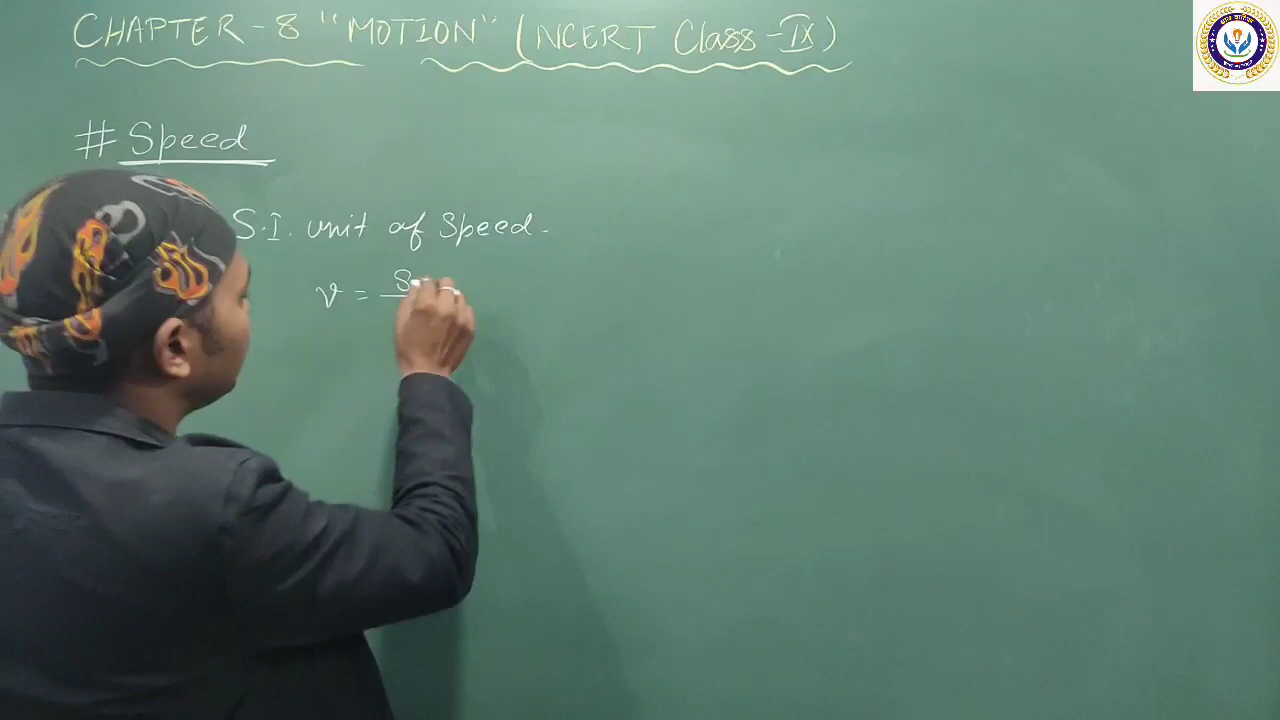 CHAPTER-8 "MOTION" (NCERT Class-IX)
# Speed
S.I. unit of Speed.
v = s